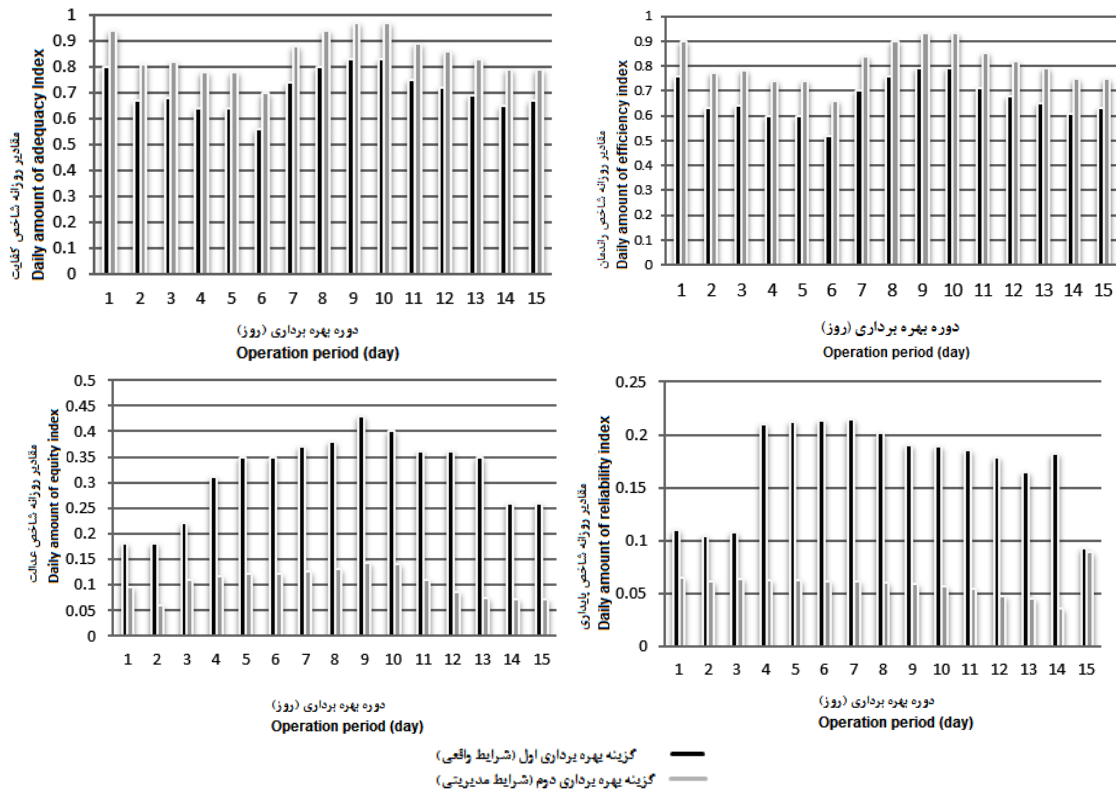 مقادیر روزانه شاخص کفایت
Daily amount of adequacy Index
1
0.9
0.8
0.7
0.6
0.5
0.4
0.3
0.2
0.1
0
1 2 3 4 5 6 7 8 9 10 11 12 13 14 15
دوره بهره برداری (روز)
Operation period (day)
مقادیر روزانه شاخص راندمان
Daily amount of efficiency index
1
0.9
0.8
0.7
0.6
0.5
0.4
0.3
0.2
0.1
0
1 2 3 4 5 6 7 8 9 10 11 12 13 14 15
دوره بهره برداری (روز)
Operation period (day)
مقادیر روزانه شاخص عدالت
Daily amount of equity index
0.5
0.45
0.4
0.35
0.3
0.25
0.2
0.15
0.1
0.05
0
1 2 3 4 5 6 7 8 9 10 11 12 13 14 15
دوره بهره برداری (روز)
Operation period (day)
مقادیر روزانه شاخص پایداری
Daily amount of reliability index
0.25
0.2
0.15
0.1
0.05
0
1 2 3 4 5 6 7 8 9 10 11 12 13 14 15
دوره بهره برداری (روز)
Operation period (day)
گزینه بهره برداری اول (شرایط واقعی)
گزینه بهره برداری دوم (شرایط مدیریتی)